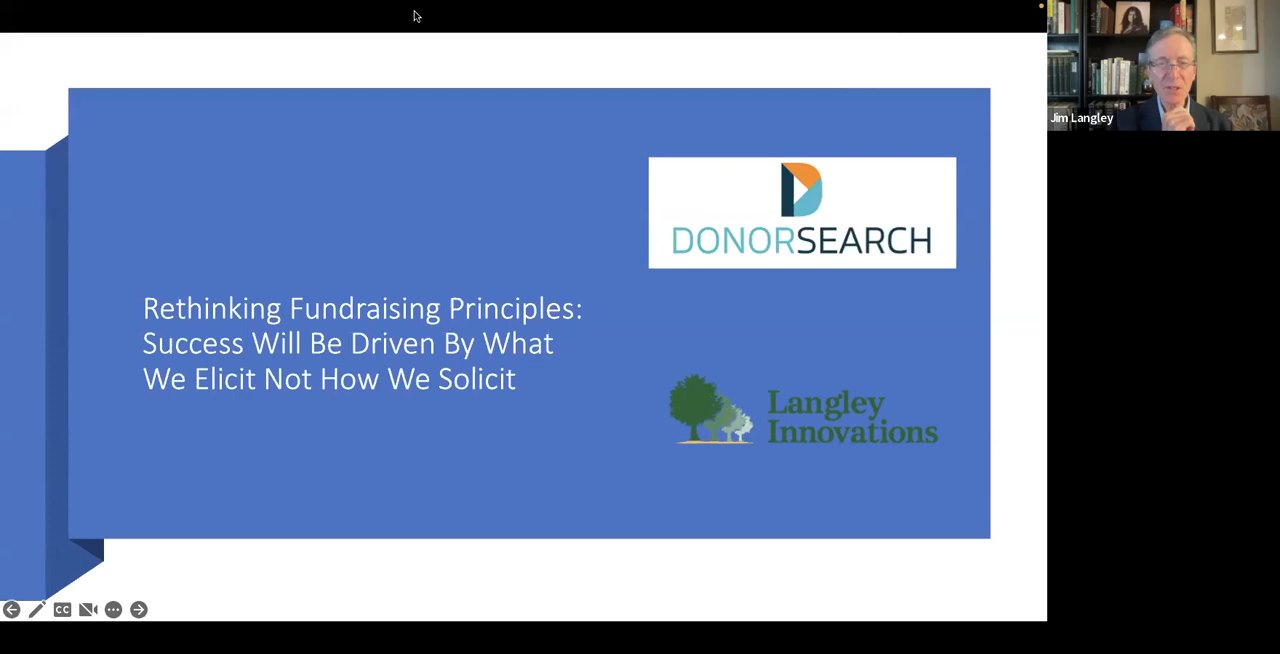 DONORSEARCH
Rethinking Fundraising Principles:
Success Will Be Driven By What
We Elicit Not How We Solicit
Langley
Innovations
Jim Langley
CC